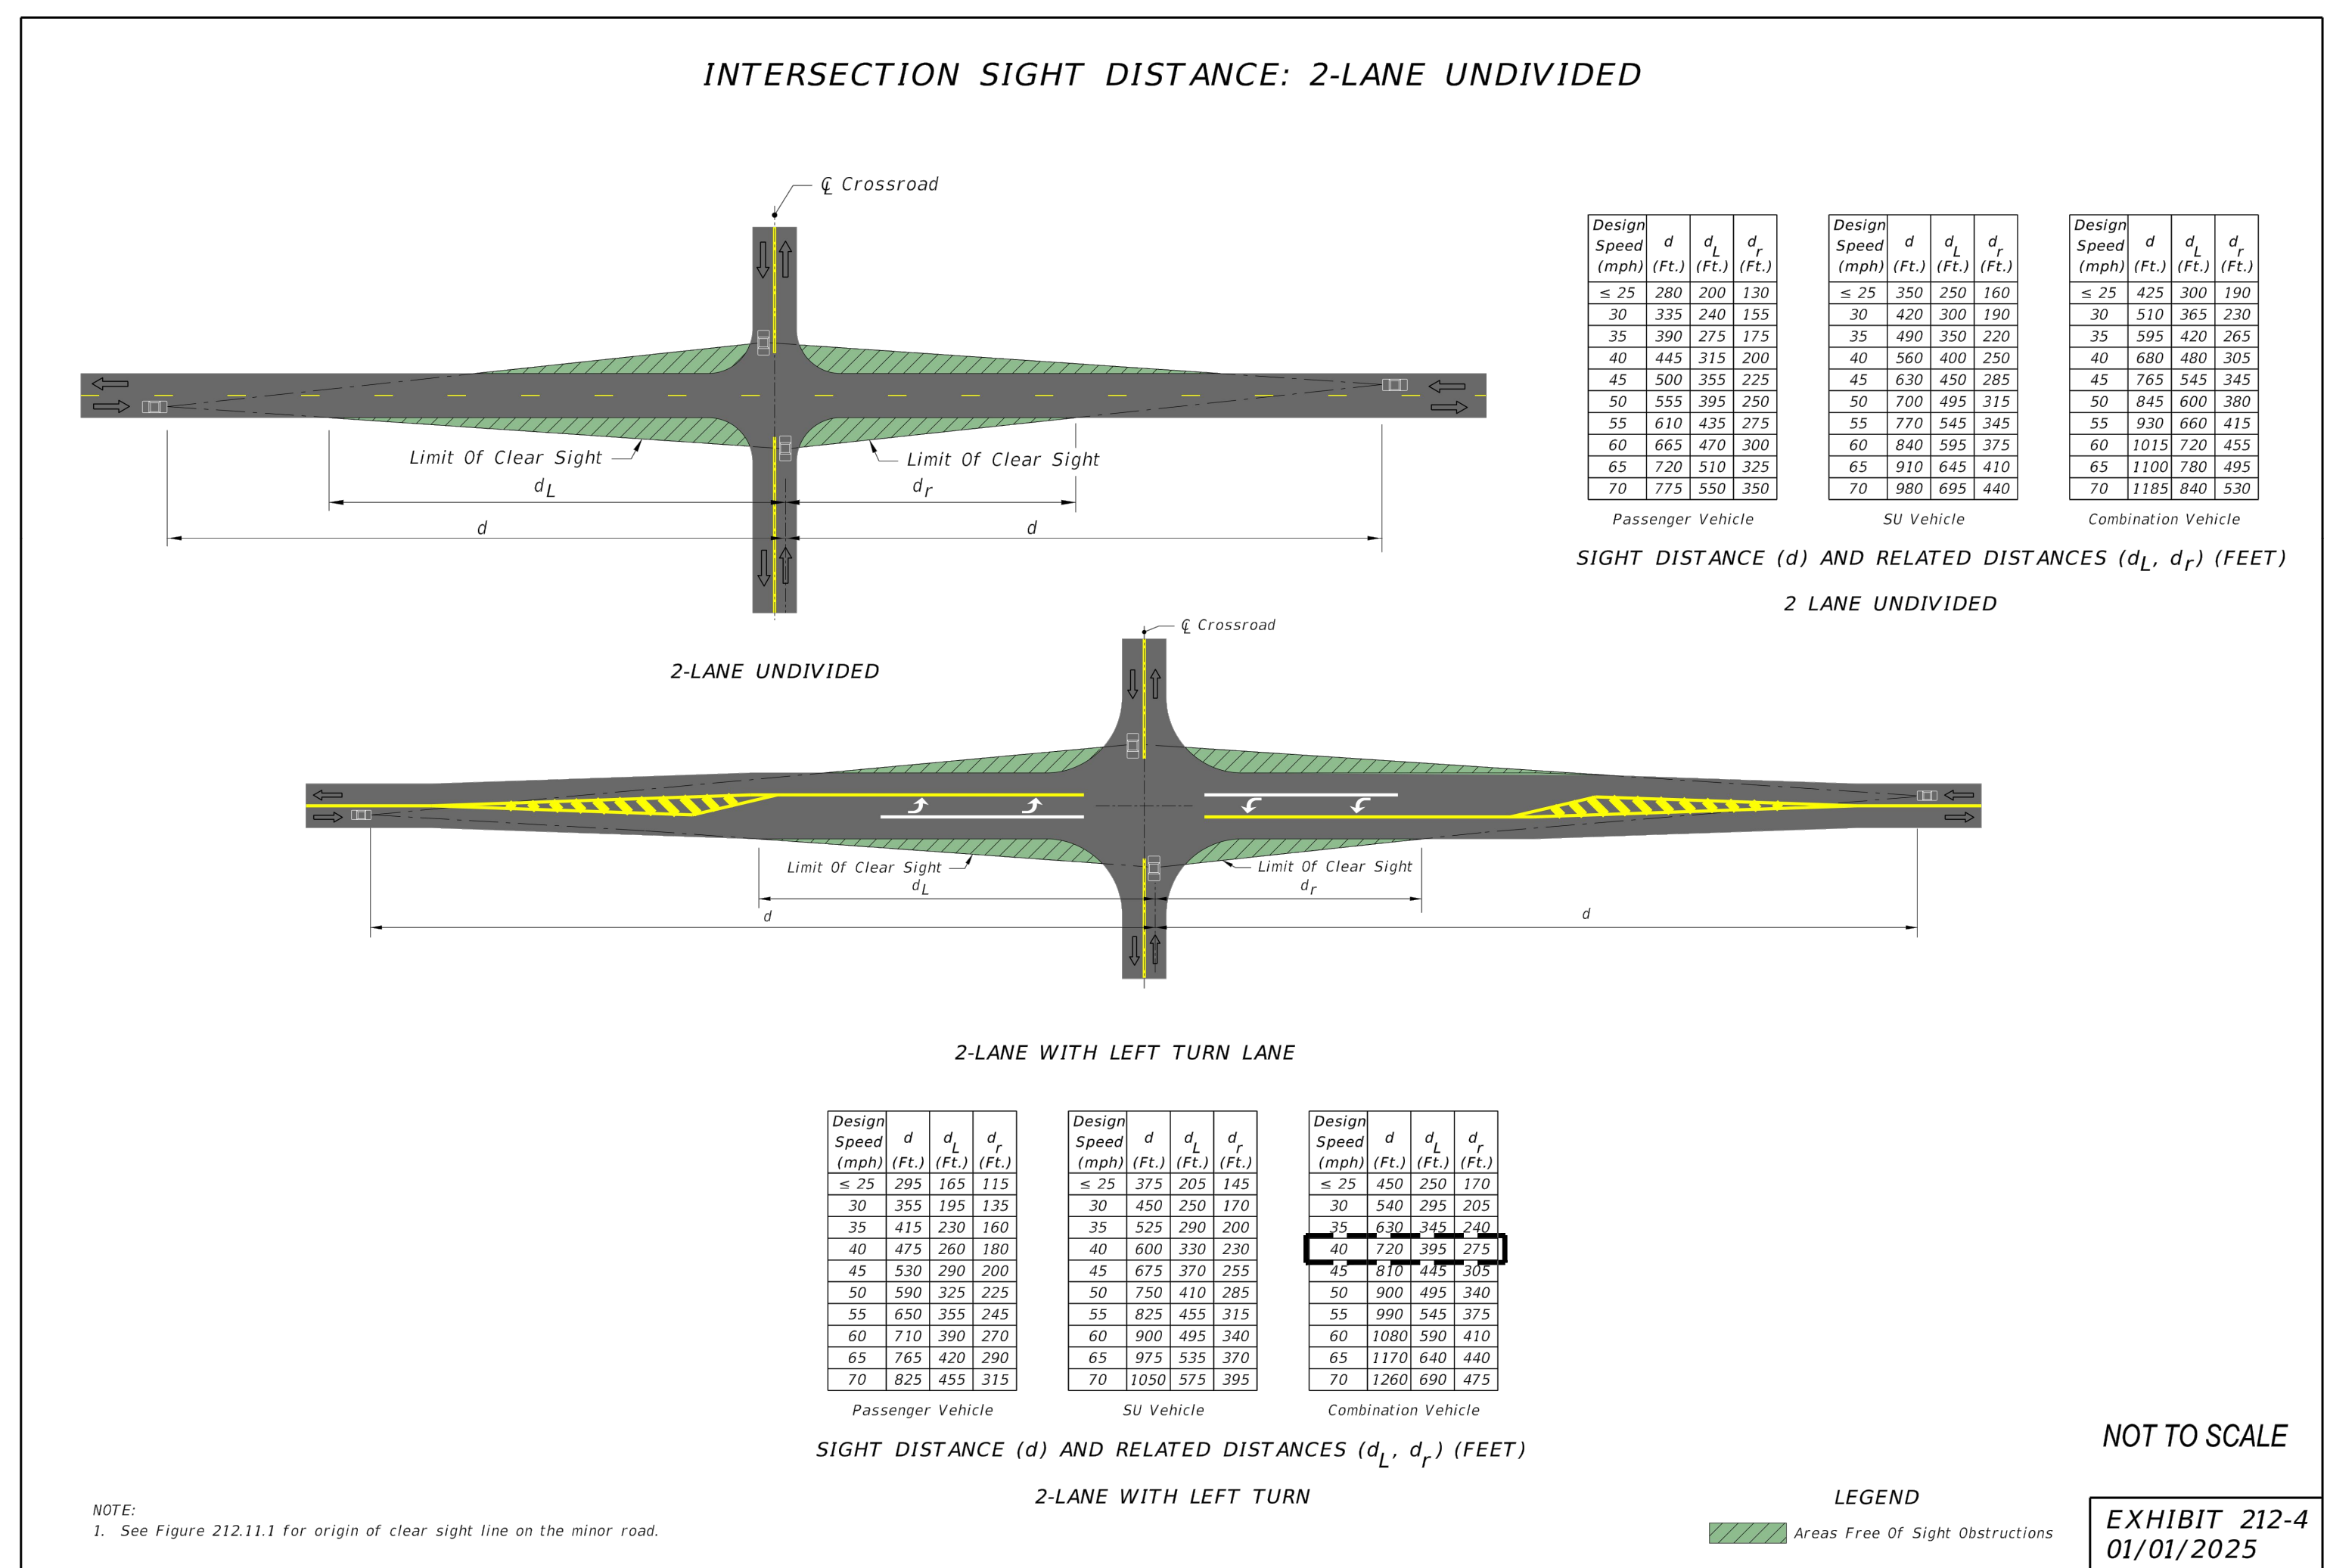 INTERSECTION SIGHT DISTANCE: 2-LANE UNDIVIDED
℄ Crossroad
Limit Of Clear Sight
Limit Of Clear Sight
dL
dr
d
d
2-LANE UNDIVIDED
Design Speed (mph) d (Ft.) dL (Ft.) dr (Ft.)
≤ 25 280 200 130
30 335 240 155
35 390 275 175
40 445 315 200
45 500 355 225
50 555 395 250
55 610 435 275
60 665 470 300
65 720 510 325
70 775 550 350
Passenger Vehicle
Design Speed (mph) d (Ft.) dL (Ft.) dr (Ft.)
≤ 25 350 250 160
30 420 300 190
35 490 350 220
40 560 400 250
45 630 450 285
50 700 495 315
55 770 545 345
60 840 595 375
65 910 645 410
70 980 695 440
SU Vehicle
Design Speed (mph) d (Ft.) dL (Ft.) dr (Ft.)
≤ 25 425 300 190
30 510 365 230
35 595 420 265
40 680 480 305
45 765 545 345
50 845 600 380
55 930 660 415
60 1015 720 455
65 1100 780 495
70 1185 840 530
Combination Vehicle
SIGHT DISTANCE (d) AND RELATED DISTANCES (dL, dr) (FEET)
2 LANE UNDIVIDED
℄ Crossroad
Limit Of Clear Sight
Limit Of Clear Sight
dL
dr
d
d
2-LANE WITH LEFT TURN LANE
Design Speed (mph) d (Ft.) dL (Ft.) dr (Ft.)
≤ 25 295 165 115
30 355 195 135
35 415 230 160
40 475 260 180
45 530 290 200
50 590 325 225
55 650 355 245
60 710 390 270
65 765 420 290
70 825 455 315
Passenger Vehicle
Design Speed (mph) d (Ft.) dL (Ft.) dr (Ft.)
≤ 25 375 205 145
30 450 250 170
35 525 290 200
40 600 330 230
45 675 370 255
50 750 410 285
55 825 455 315
60 900 495 340
65 975 535 370
70 1050 575 395
SU Vehicle
Design Speed (mph) d (Ft.) dL (Ft.) dr (Ft.)
≤ 25 450 250 170
30 540 295 205
35 630 345 240
40 720 395 275
45 810 445 305
50 900 495 340
55 990 545 375
60 1080 590 410
65 1170 640 440
70 1260 690 475
Combination Vehicle
SIGHT DISTANCE (d) AND RELATED DISTANCES (dL, dr) (FEET)
2-LANE WITH LEFT TURN
NOTE:
1. See Figure 212.11.1 for origin of clear sight line on the minor road.
NOT TO SCALE
LEGEND
Areas Free Of Sight Obstructions
EXHIBIT 212-4
01/01/2025